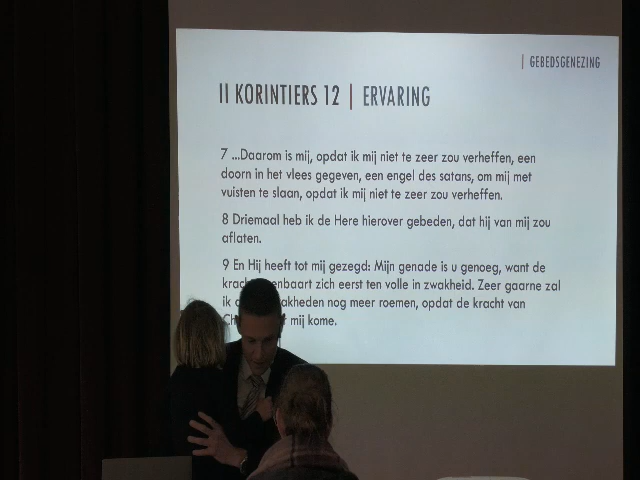 | GEBEDSGENEZING
II KORINTIERS 12 | ERVARING
7 ...Daarom is mij, opdat ik mij niet te zeer zou verheffen, een
doorn in het vlees gegeven, een engel des satans, om mij met
vuisten te slaan, opdat ik mij niet te zeer zou verheffen.
8 Driemaal heb ik de Here hierover gebeden, dat hij van mij zou
aflaten.
9 En Hij heeft tot mij gezegd: Mijn genade is u genoeg, want de
openbaart zich eerst ten volle in zwakheid. Zeer gaarne zal
ik nog meer roemen, opdat de kracht van
mij kome.